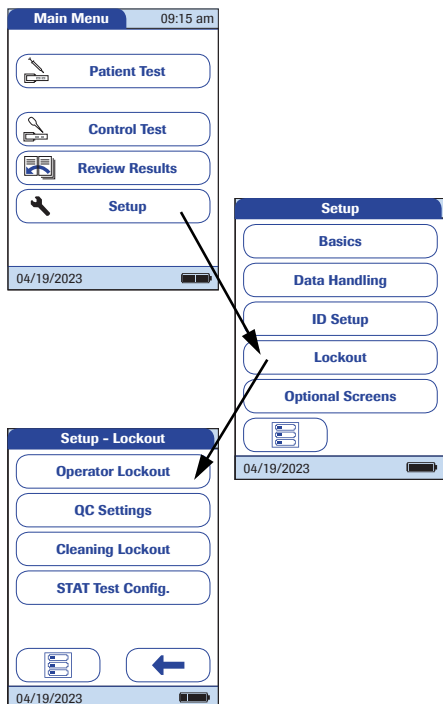 Main Menu 09:15 am
Patient Test
Control Test
Review Results
Setup
04/19/2023
Setup
Basics
Data Handling
ID Setup
Lockout
Optional Screens
04/19/2023
Setup - Lockout
Operator Lockout
QC Settings
Cleaning Lockout
STAT Test Config.
04/19/2023